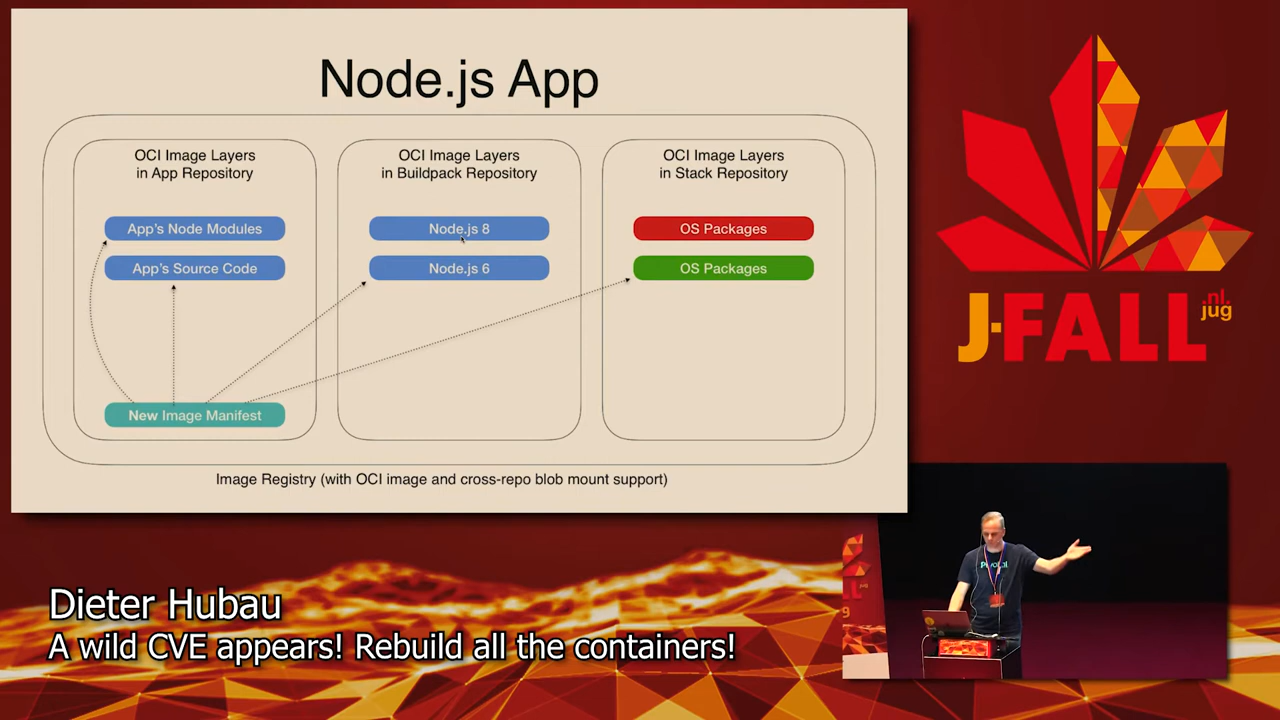 Node.js App
OCI Image Layers
in App Repository
App's Node Modules
App's Source Code
New Image Manifest
OCI Image Layers
in Buildpack Repository
Node.js 8
Node.js 6
OCI Image Layers
in Stack Repository
OS Packages
OS Packages
Image Registry (with OCI image and cross-repo blob mount support)
J-FALL
.nl.
jug
Dieter Hubau
A wild CVE appears! Rebuild all the containers!
Pivotal